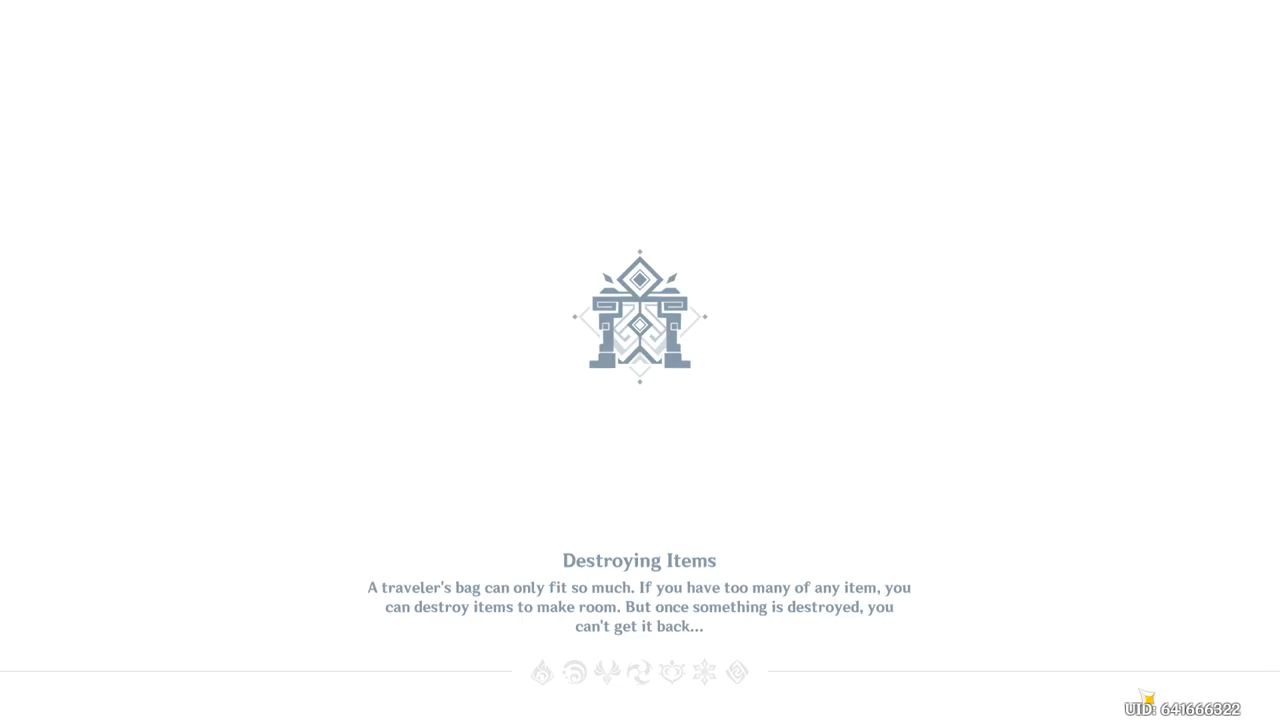 Destroying Items
A traveler's bag can only fit so much. If you have too many of any item, you
can destroy items to make room. But once something is destroyed, you
can't get it back...
UID: 641666322